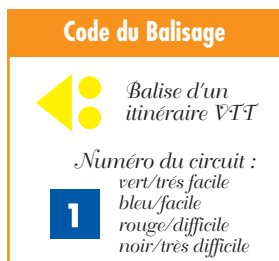 Code du Balisage
Balise d'un
itinéraire VTT
Numéro du circuit :
vert/trés facile
bleu/facile
1
rouge/difficile
noir/très difficile